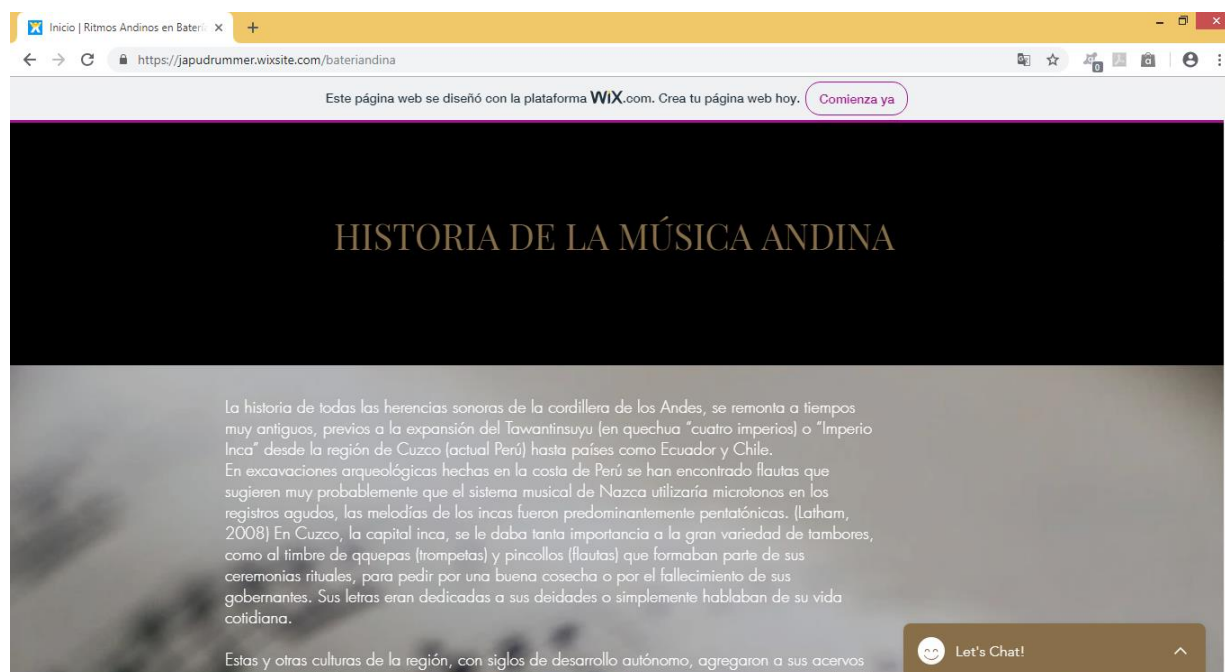 Inicio | Ritmos Andinos en Baterí
https://japudrummer.wixsite.com/bateriandina
0
Este página web se diseñó con la plataforma WiX.com. Crea tu página web hoy. Comienza ya
HISTORIA DE LA MÚSICA ANDINA
La historia de todas las herencias sonoras de la cordillera de los Andes, se remonta a tiempos
muy antiguos, previos a la expansión del Tawantinsuyu (en quechua “cuatro imperios) o “Imperio
Inca” desde la región de Cuzco (actual Perú) hasta países como Ecuador y Chile.
En excavaciones arqueológicas hechas en la costa de Perú se han encontrado flautas que
sugieren muy probablemente que el sistema musical de Nazca utilizaría microtonos en los
registros agudos, las melodías de los incas fueron predominantemente pentatónicas. (Latham,
2008) En Cuzco, la capital inca, se le daba tanta importancia a la gran variedad de tambores,
como al timbre de qquepas (trompetas) y pincollos (flautas) que formaban parte de sus
ceremonias rituales, para pedir por una buena cosecha o por el fallecimiento de sus
gobernantes. Sus letras eran dedicadas a sus deidades o simplemente hablaban de su vida
cotidiana.
Estas y otras culturas de la región, con siglos de desarrollo autónomo, agregaron a sus acervos
Let's Chat!